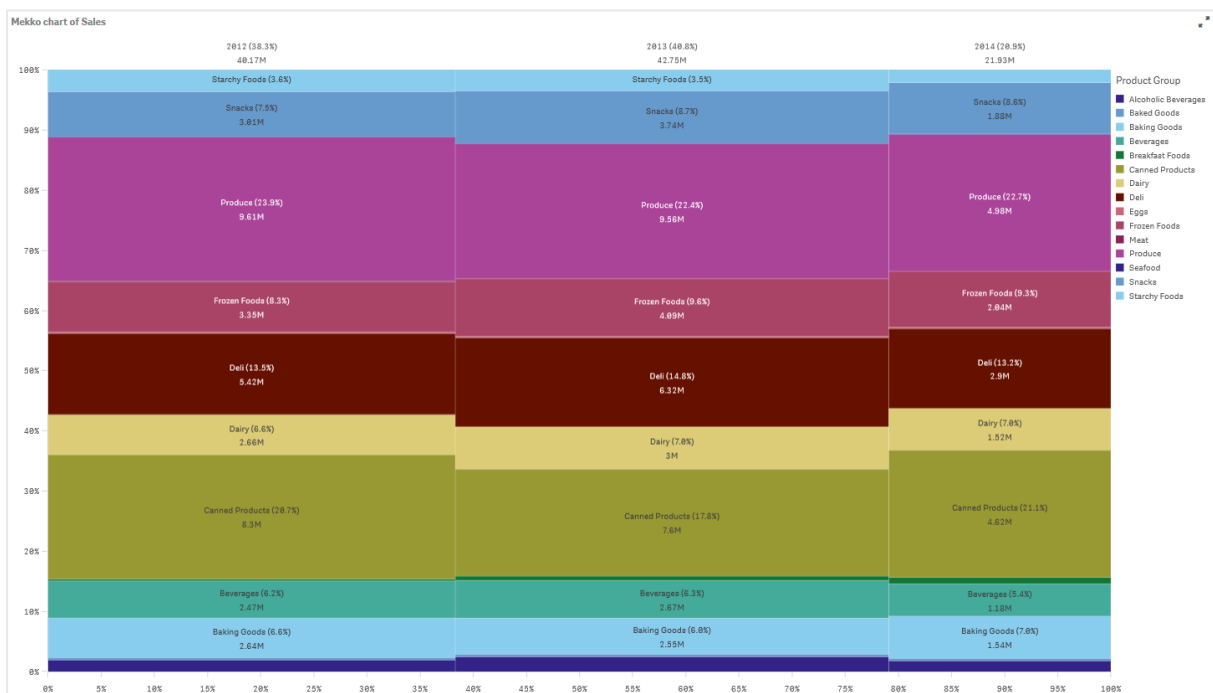 Mekko chart of Sales
2012 (38.3%)
40.17M
2013 (40.8%)
42.75M
2014 (20.9%)
21.93M
100%
90%
80%
70%
60%
50%
40%
30%
20%
10%
0%
Starchy Foods (3.6%)
Snacks (7.5%)
3.01M
Produce (23.9%)
9.61M
Frozen Foods (8.3%)
3.35M
Deli (13.5%)
5.42M
Dairy (6.6%)
2.66M
Canned Products (20.7%)
8.3M
Beverages (6.2%)
2.47M
Baking Goods (6.6%)
2.64M
Starchy Foods (3.5%)
Snacks (8.7%)
3.74M
Produce (22.4%)
9.56M
Frozen Foods (9.6%)
4.09M
Deli (14.8%)
6.32M
Dairy (7.0%)
3M
Canned Products (17.8%)
7.6M
Beverages (6.3%)
2.67M
Baking Goods (6.0%)
2.55M
Snacks (8.6%)
1.88M
Produce (22.7%)
4.98M
Frozen Foods (9.3%)
2.04M
Deli (13.2%)
2.9M
Dairy (7.0%)
1.52M
Canned Products (21.1%)
4.62M
Beverages (5.4%)
1.18M
Baking Goods (7.0%)
1.54M
0% 5% 10% 15% 20% 25% 30% 35% 40% 45% 50% 55% 60% 65% 70% 75% 80% 85% 90% 95% 100%
Product Group
Alcoholic Beverages
Baked Goods
Baking Goods
Beverages
Breakfast Foods
Canned Products
Dairy
Deli
Eggs
Frozen Foods
Meat
Produce
Seafood
Snacks
Starchy Foods